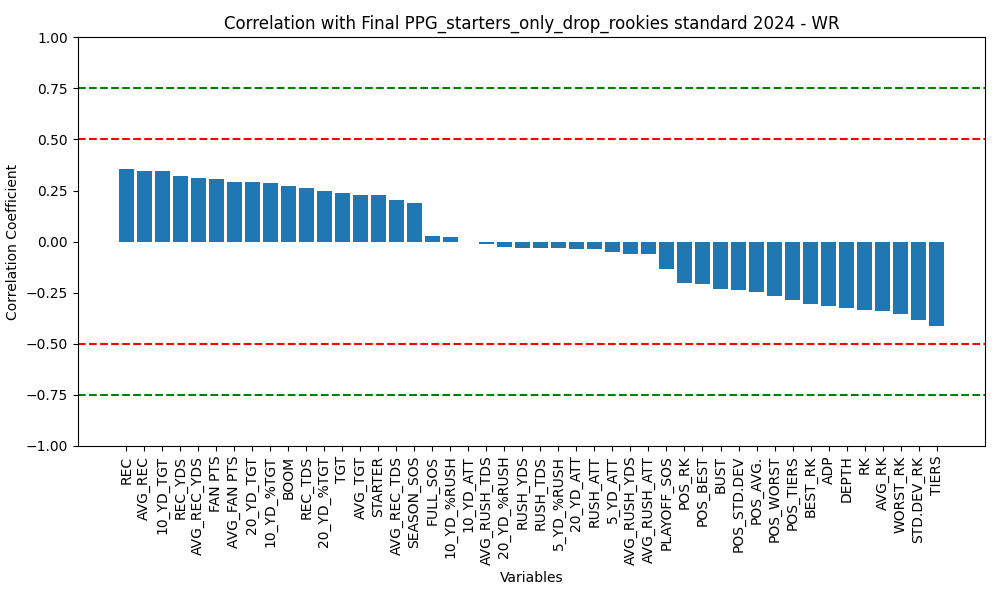 Correlation with Final PPG_starters_only_drop_rookies standard 2024 - WR
1.00
0.75
0.50
0.25
0.00
−0.25
−0.50
−0.75
−1.00
Correlation Coefficient
REC
AVG_REC
10_YD_TGT
REC_YDS
AVG_REC_YDS
FAN PTS
AVG_FAN PTS
20_YD_TGT
10_YD_%TGT
BOOM
REC_TDS
20_YD_%TGT
TGT
AVG_TGT
STARTER
AVG_REC_TDS
SEASON_SOS
FULL_SOS
10_YD_%RUSH
10_YD_ATT
AVG_RUSH_TDS
20_YD_%RUSH
RUSH_YDS
RUSH_TDS
5_YD_%RUSH
20_YD_ATT
RUSH_ATT
5_YD_ATT
AVG_RUSH_YDS
AVG_RUSH_ATT
PLAYOFF_SOS
POS_RK
POS_BEST
BUST
POS_STD.DEV
POS_AVG.
POS_WORST
POS_TIERS
BEST_RK
ADP
DEPTH
RK
AVG_RK
WORST_RK
STD.DEV_RK
TIERS
Variables